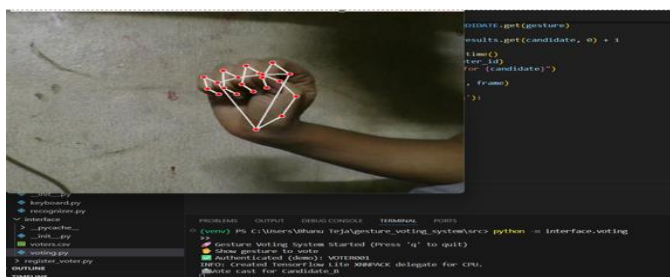 IDATE.get(gesture)
esults.get(candidate, 0) + 1
time()
ter_id)
for {candidate}")
, frame)
'):
__init__.py
keyboard.py
recognizer.py
interface
__pycache__
__init__.py
voters.csv
voting.py
register_voter.py
OUTLINE
TIMELINE
PROBLEMS OUTPUT DEBUG CONSOLE TERMINAL PORTS
(venv) PS C:\Users\Bhanu Teja\gesture_voting_system\src> python -m interface.voting
>>
Gesture Voting System Started (Press 'q' to quit)
Show gesture to vote
Authenticated (demo): VOTER001
INFO: Created TensorFlow Lite XNNPACK delegate for CPU.
Vote cast for Candidate_B